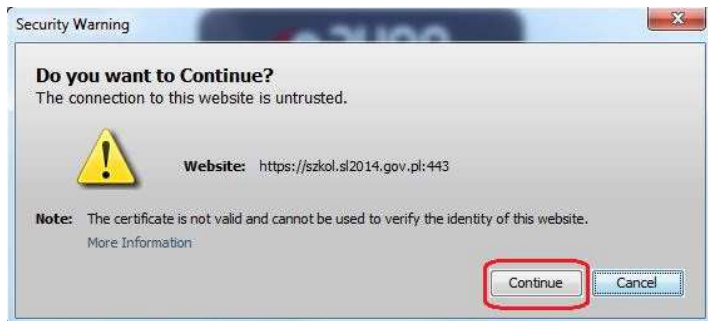 Security Warning
Do you want to Continue?
The connection to this website is untrusted.
Website: https://szkol.sl2014.gov.pl:443
Note: The certificate is not valid and cannot be used to verify the identity of this website.
More Information
Continue Cancel